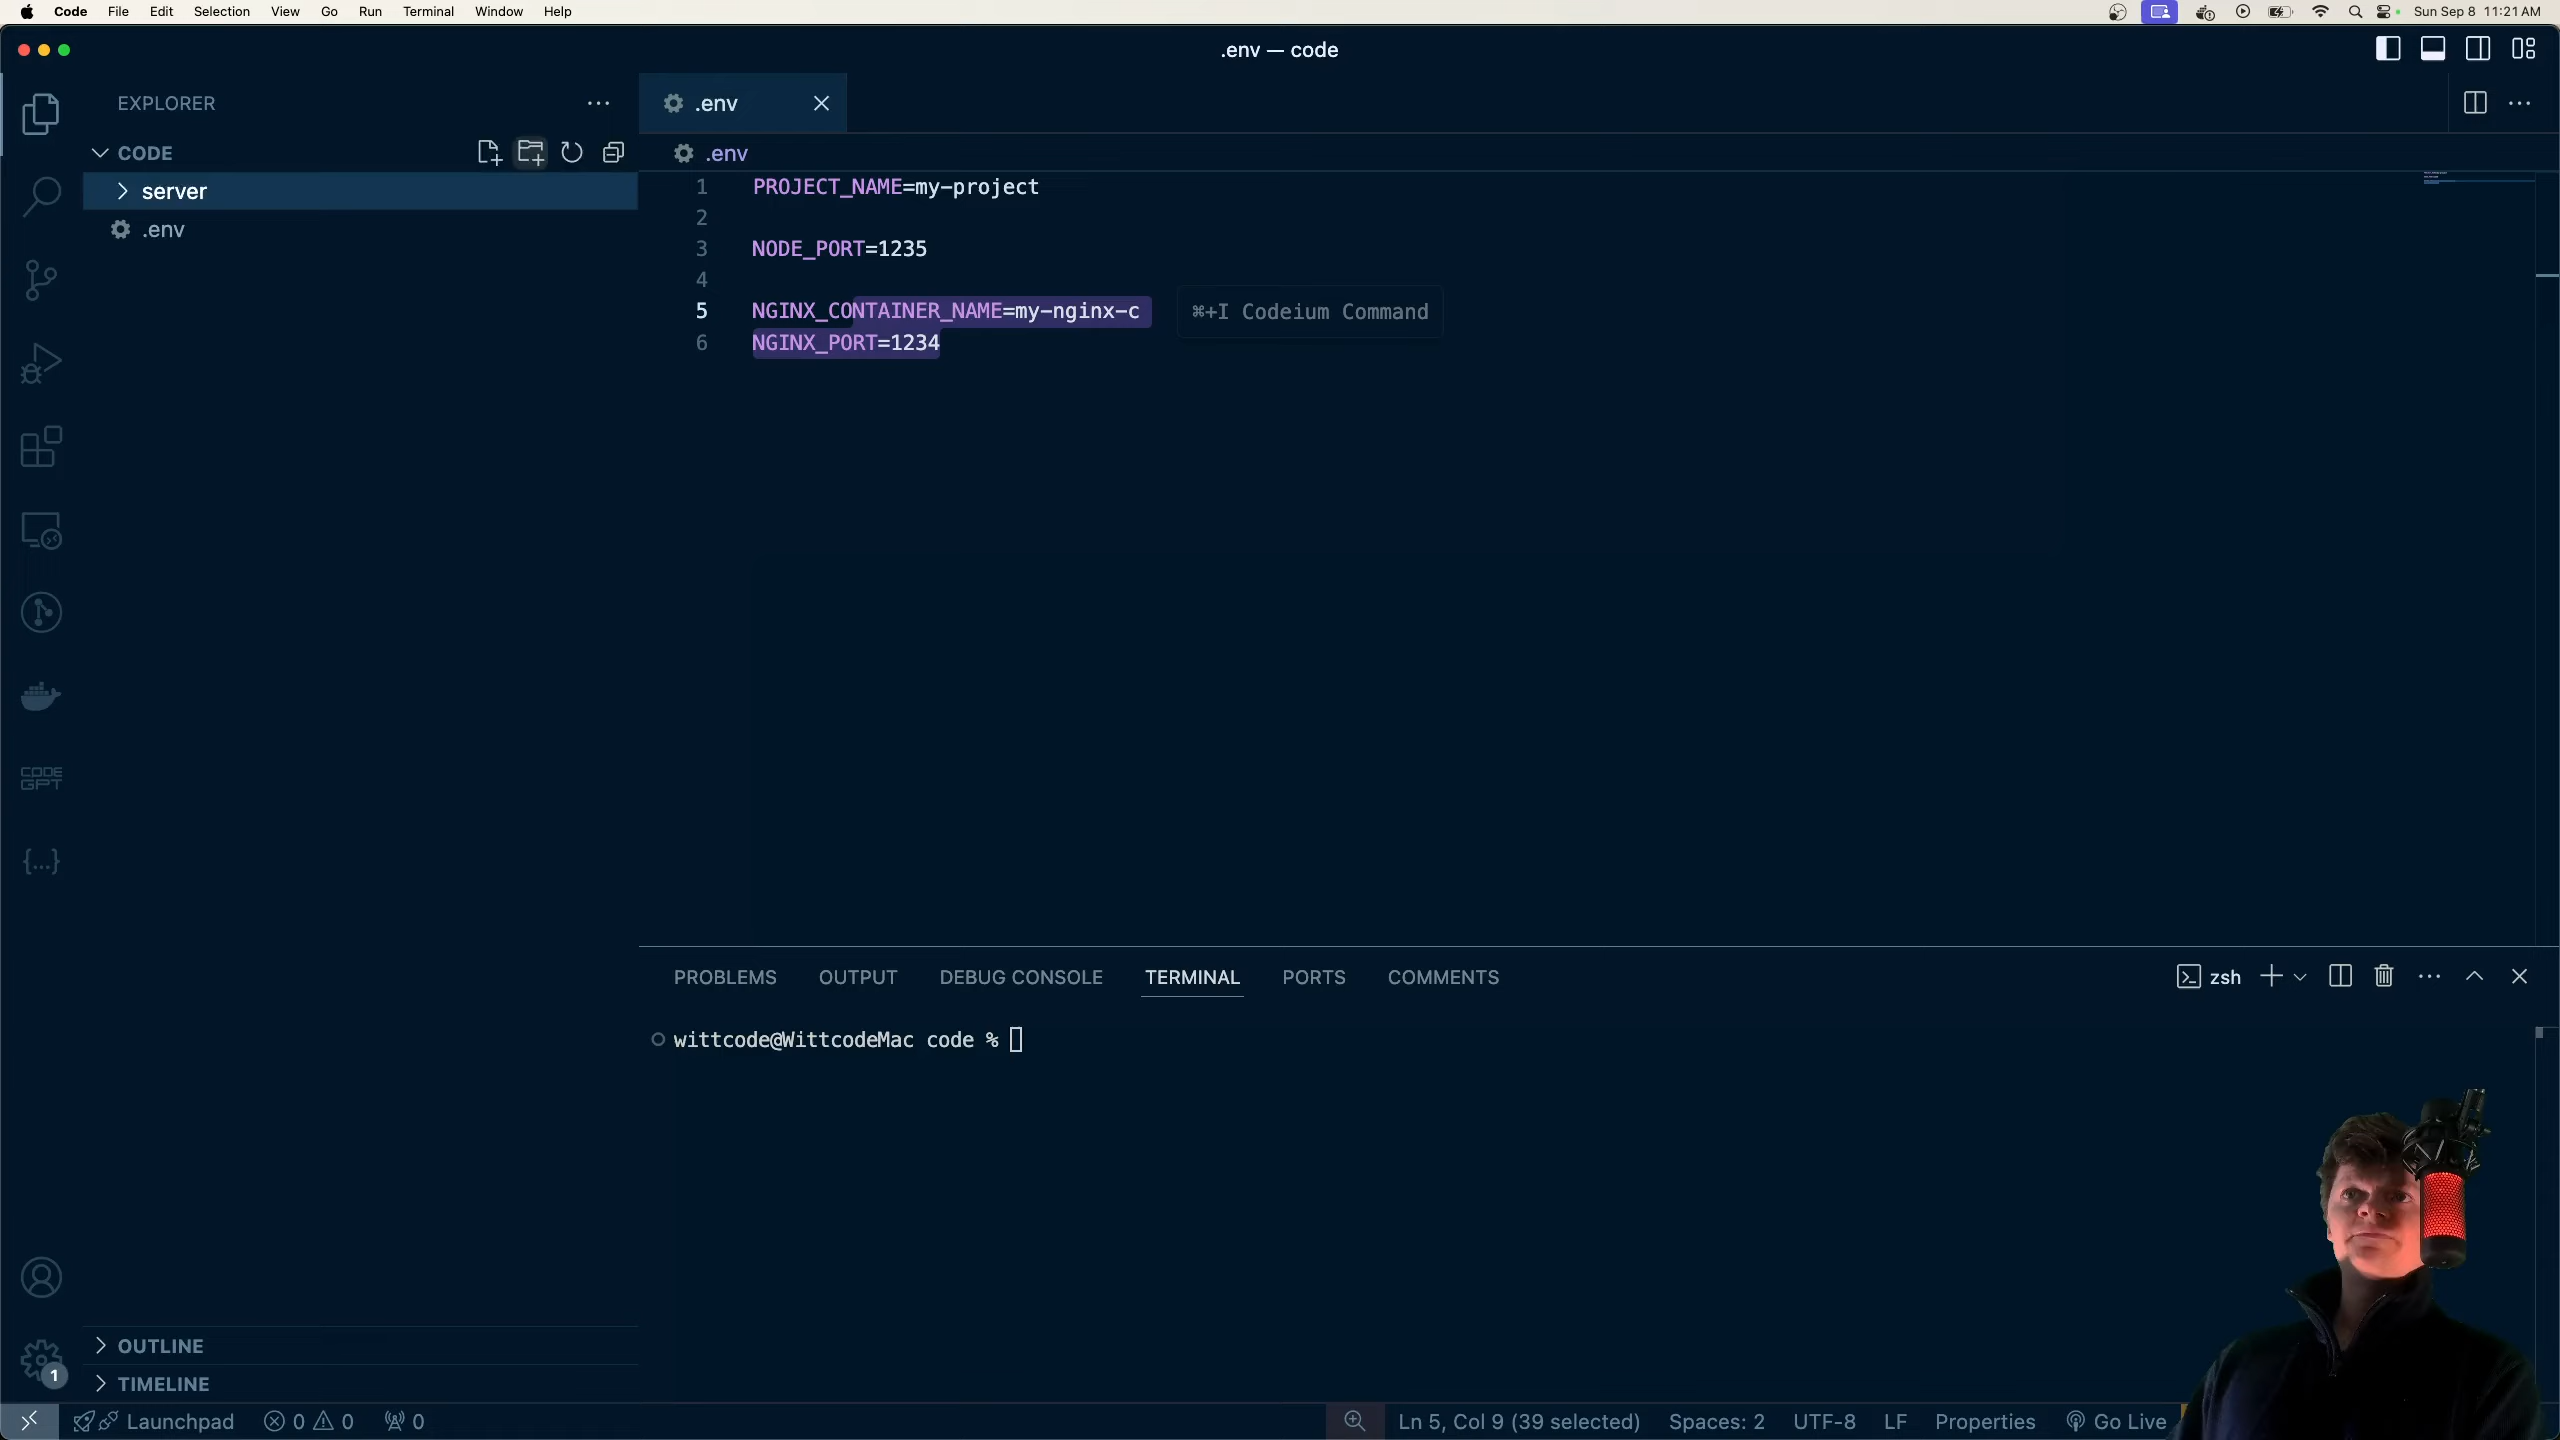 Code File Edit Selection View Go Run Terminal Window Help
Sun Sep 8 11:21 AM
.env — code
EXPLORER
.env
CODE
.env
server
.env
1 PROJECT_NAME=my-project
2
3 NODE_PORT=1235
4
5 NGINX_CONTAINER_NAME=my-nginx-c
⌘+I Codeium Command
6 NGINX_PORT=1234
CODE
GPT
{...}
PROBLEMS OUTPUT DEBUG CONSOLE TERMINAL PORTS COMMENTS
zsh
wittcode@WittcodeMac code %
OUTLINE
1
TIMELINE
Launchpad 0 0 0
Ln 5, Col 9 (39 selected) Spaces: 2 UTF-8 LF Properties Go Live